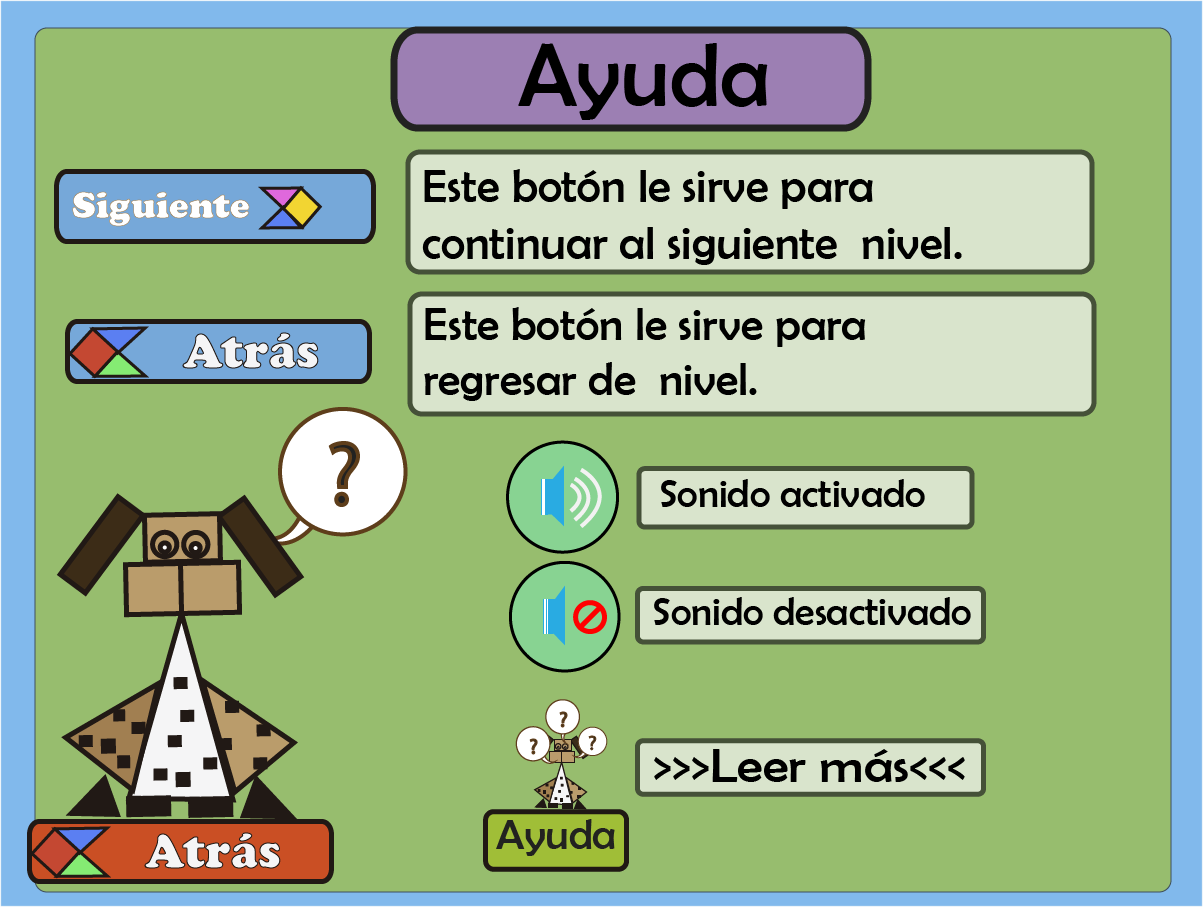 Ayuda
Siguiente
Este botón le sirve para
continuar al siguiente nivel.
Atrás
Este botón le sirve para
regresar de nivel.
?
Sonido activado
Sonido desactivado
?
? ?
>>>Leer más<<<
Ayuda
Atrás